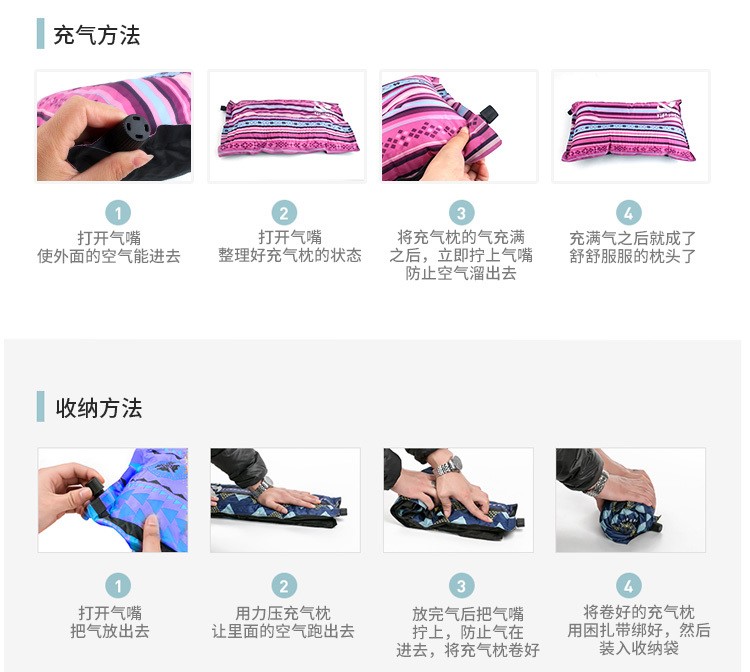 充气方法
1
打开气嘴
使外面的空气能进去
2
打开气嘴
整理好充气枕的状态
3
将充气枕的气充满
之后，立即拧上气嘴
防止空气溜出去
4
充满气之后就成了
舒舒服服的枕头了
收纳方法
1
打开气嘴
把气放出去
2
用力压充气枕
让里面的空气跑出去
3
放完气后把气嘴
拧上，防止气在
进去，将充气枕卷好
4
将卷好的充气枕
用困扎带绑好，然后
装入收纳袋